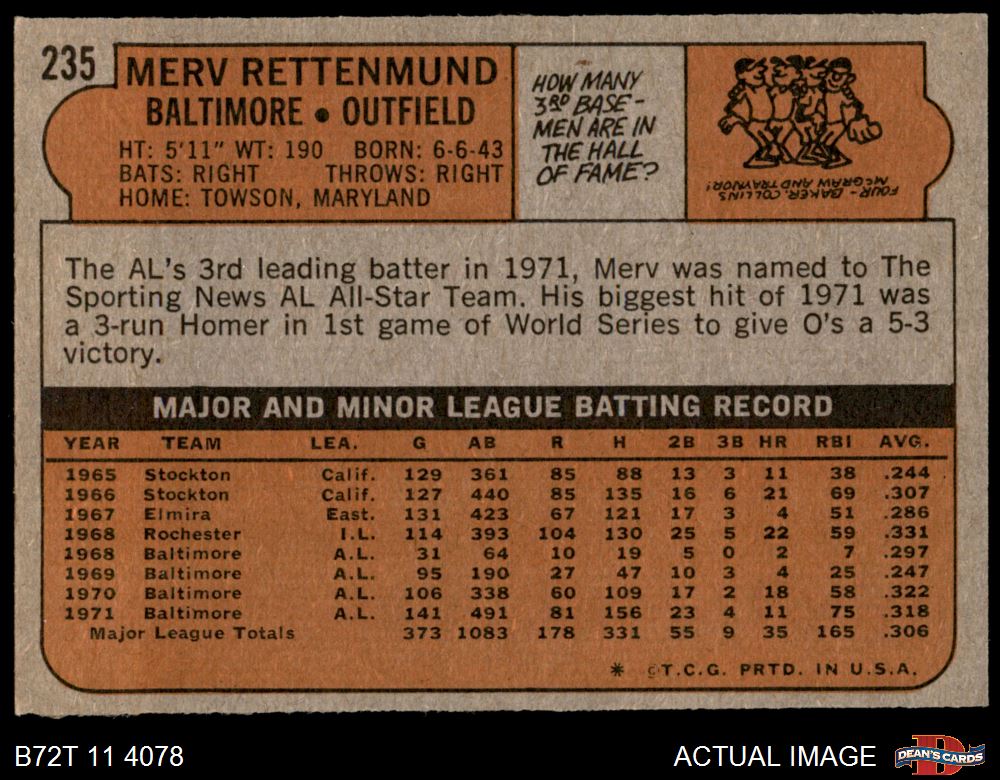 235
MERV RETTENMUND
BALTIMORE • OUTFIELD
HT: 5'11" WT: 190 BORN: 6-6-43
BATS: RIGHT THROWS: RIGHT
HOME: TOWSON, MARYLAND
HOW MANY
3RD BASE-
MEN ARE IN
THE HALL
OF FAME?
FOUR - BAKER, COLLINS
McGRAW AND TRAYNOR!
The AL's 3rd leading batter in 1971, Merv was named to The
Sporting News AL All-Star Team. His biggest hit of 1971 was
a 3-run Homer in 1st game of World Series to give O's a 5-3
victory.
MAJOR AND MINOR LEAGUE BATTING RECORD
YEAR TEAM LEA. G AB R H 2B 3B HR RBI AVG.
1965 Stockton Calif. 129 361 85 88 13 3 11 38 .244
1966 Stockton Calif. 127 440 85 135 16 6 21 69 .307
1967 Elmira East. 131 423 67 121 17 3 4 51 .286
1968 Rochester I.L. 114 393 104 130 25 5 22 59 .331
1968 Baltimore A.L. 31 64 10 19 5 0 2 7 .297
1969 Baltimore A.L. 95 190 27 47 10 3 4 25 .247
1970 Baltimore A.L. 106 338 60 109 17 2 18 58 .322
1971 Baltimore A.L. 141 491 81 156 23 4 11 75 .318
Major League Totals 373 1083 178 331 55 9 35 165 .306
* ©T.C.G. PRTD. IN U.S.A.
B72T 11 4078
ACTUAL IMAGE
D
DEAN'S CARDS